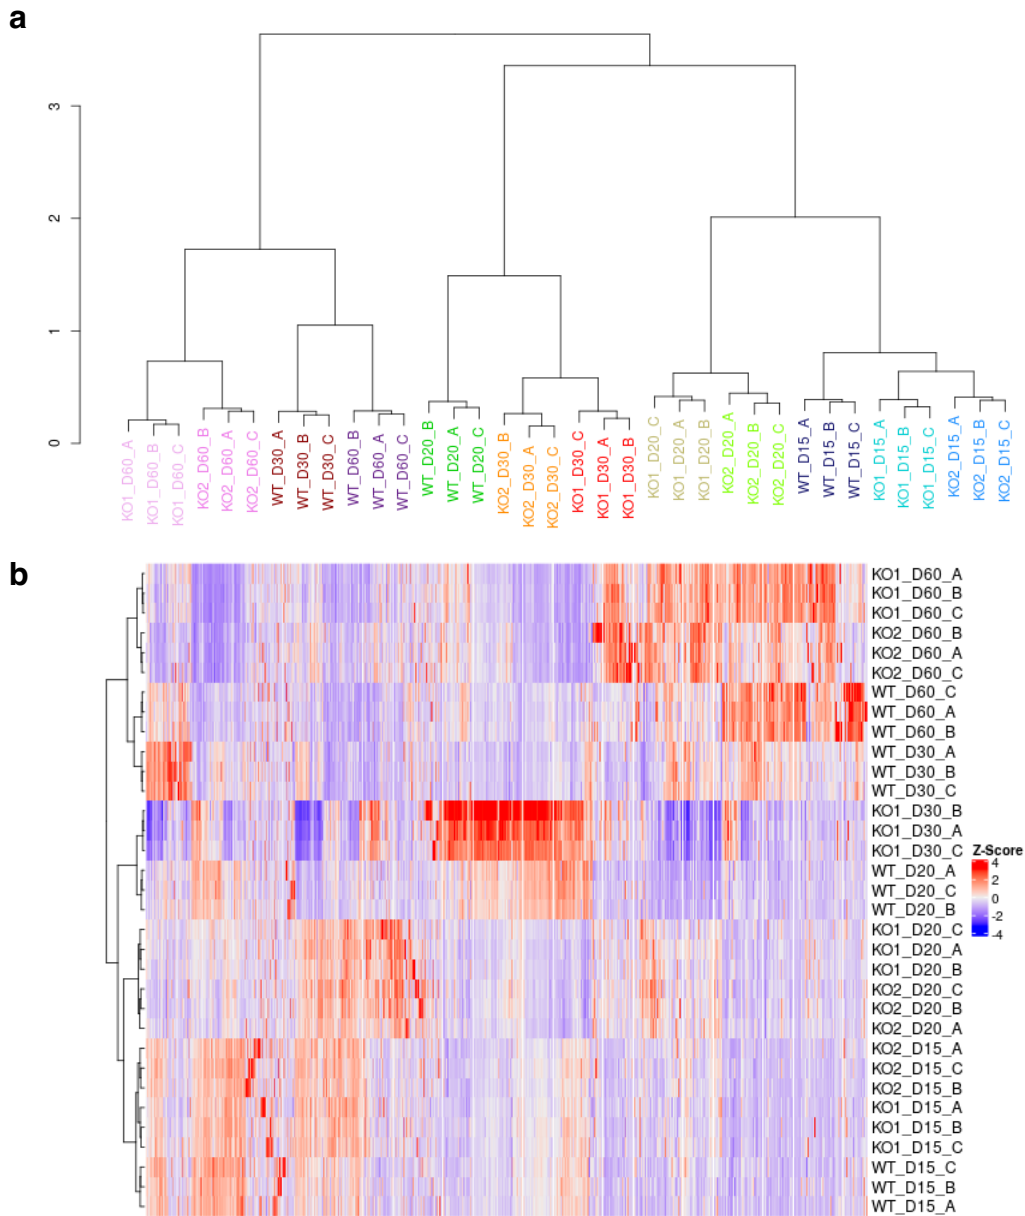 a
3
2
1
0
KO1_D60_A
KO1_D60_B
KO1_D60_C
KO2_D60_B
KO2_D60_A
KO2_D60_C
WT_D30_A
WT_D30_B
WT_D30_C
WT_D60_B
WT_D60_A
WT_D60_C
WT_D20_B
WT_D20_A
WT_D20_C
KO2_D30_B
KO2_D30_A
KO2_D30_C
KO1_D30_C
KO1_D30_A
KO1_D30_B
KO1_D20_C
KO1_D20_A
KO1_D20_B
KO2_D20_A
KO2_D20_B
KO2_D20_C
WT_D15_A
WT_D15_B
WT_D15_C
KO1_D15_A
KO1_D15_B
KO1_D15_C
KO2_D15_A
KO2_D15_B
KO2_D15_C
b
KO1_D60_A
KO1_D60_B
KO1_D60_C
KO2_D60_B
KO2_D60_A
KO2_D60_C
WT_D60_C
WT_D60_A
WT_D60_B
WT_D30_A
WT_D30_B
WT_D30_C
KO1_D30_B
KO1_D30_A
KO1_D30_C
WT_D20_A
WT_D20_C
WT_D20_B
KO1_D20_C
KO1_D20_A
KO1_D20_B
KO2_D20_C
KO2_D20_B
KO2_D20_A
KO2_D15_A
KO2_D15_C
KO2_D15_B
KO1_D15_A
KO1_D15_B
KO1_D15_C
WT_D15_C
WT_D15_B
WT_D15_A
Z-Score
4
2
0
-2
-4